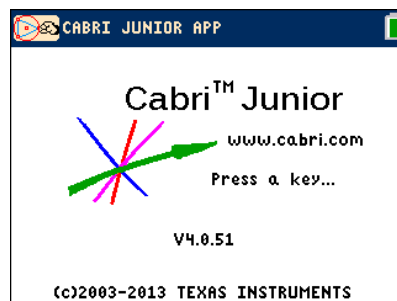 CABRI JUNIOR APP
Cabri™ Junior
www.cabri.com
Press a key...
V4.0.51
(c)2003-2013 TEXAS INSTRUMENTS